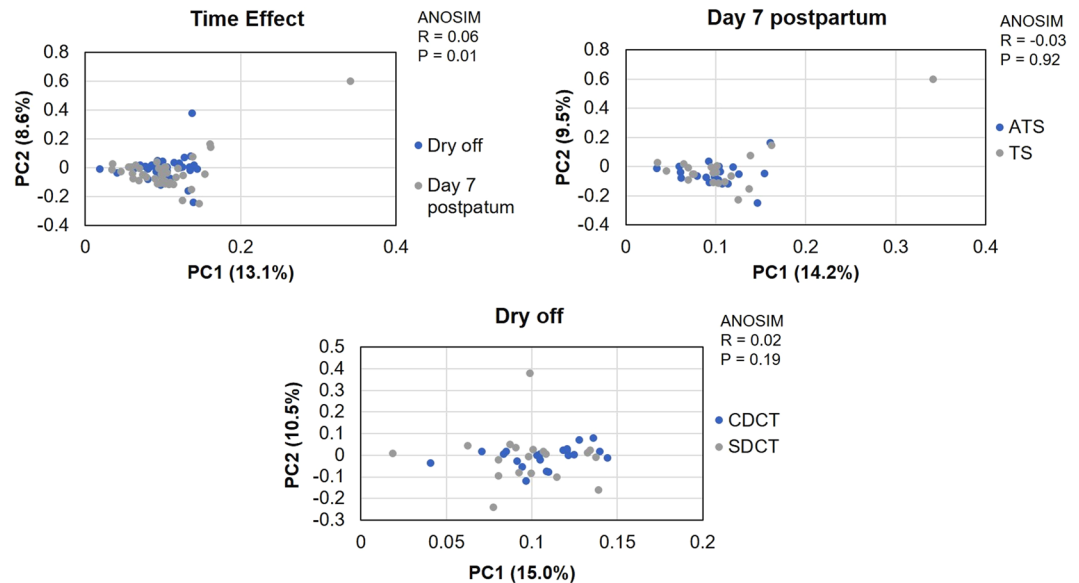 Time Effect
ANOSIM
R = 0.06
P = 0.01
0.8
0.6
0.4
0.2
0
-0.2
-0.4
PC2 (8.6%)
0
0.2
0.4
PC1 (13.1%)
Dry off
Day 7
postpatum
Day 7 postpartum
ANOSIM
R = -0.03
P = 0.92
0.8
0.6
0.4
0.2
0
-0.2
-0.4
PC2 (9.5%)
0
0.1
0.2
0.3
0.4
PC1 (14.2%)
ATS
TS
Dry off
ANOSIM
R = 0.02
P = 0.19
0.5
0.4
0.3
0.2
0.1
0
-0.1
-0.2
-0.3
PC2 (10.5%)
0
0.05
0.1
0.15
0.2
PC1 (15.0%)
CDCT
SDCT